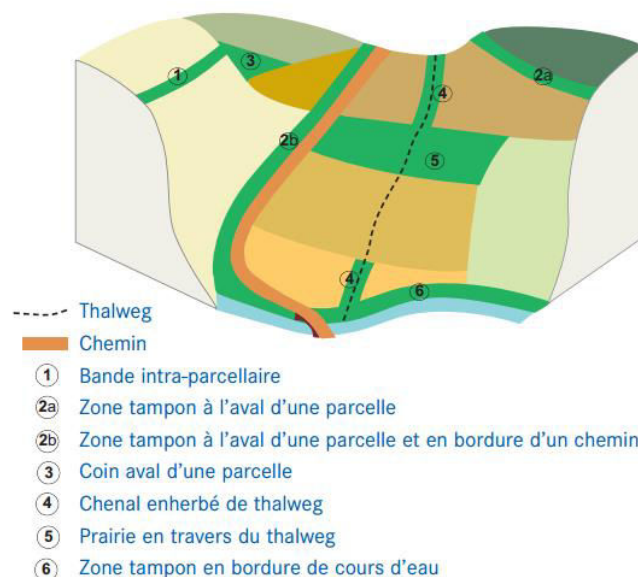 1
3
2a
4
2b
5
4
6
Thalweg
Chemin
1 Bande intra-parcellaire
2a Zone tampon à l'aval d'une parcelle
2b Zone tampon à l'aval d'une parcelle et en bordure d'un chemin
3 Coin aval d'une parcelle
4 Chenal enherbé de thalweg
5 Prairie en travers du thalweg
6 Zone tampon en bordure de cours d'eau